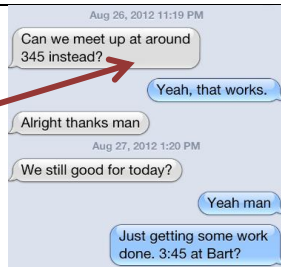 Aug 26, 2012 11:19 PM
Can we meet up at around
345 instead?
Yeah, that works.
Alright thanks man
Aug 27, 2012 1:20 PM
We still good for today?
Yeah man
Just getting some work
done. 3:45 at Bart?